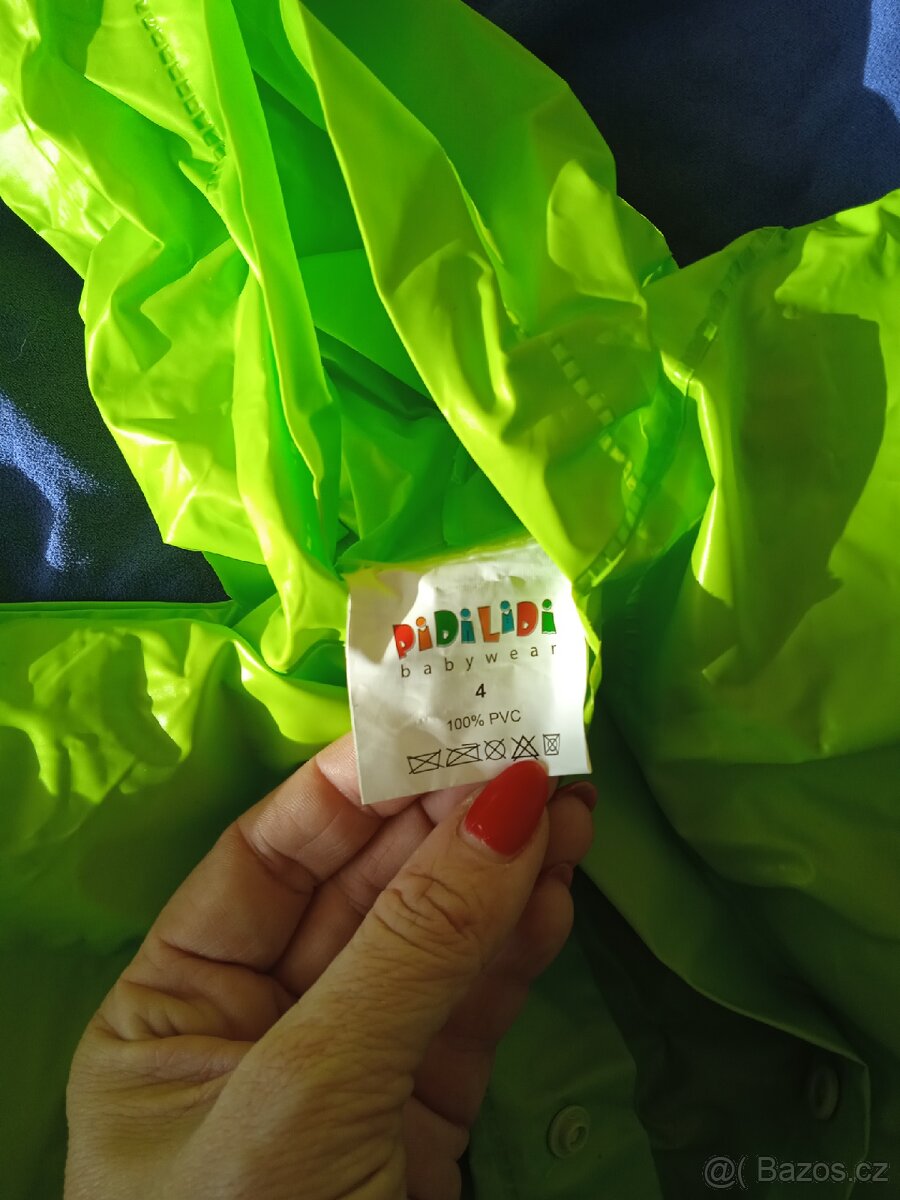 PiDiLiDi
babywear
4
100% PVC
@( Bazos.cz